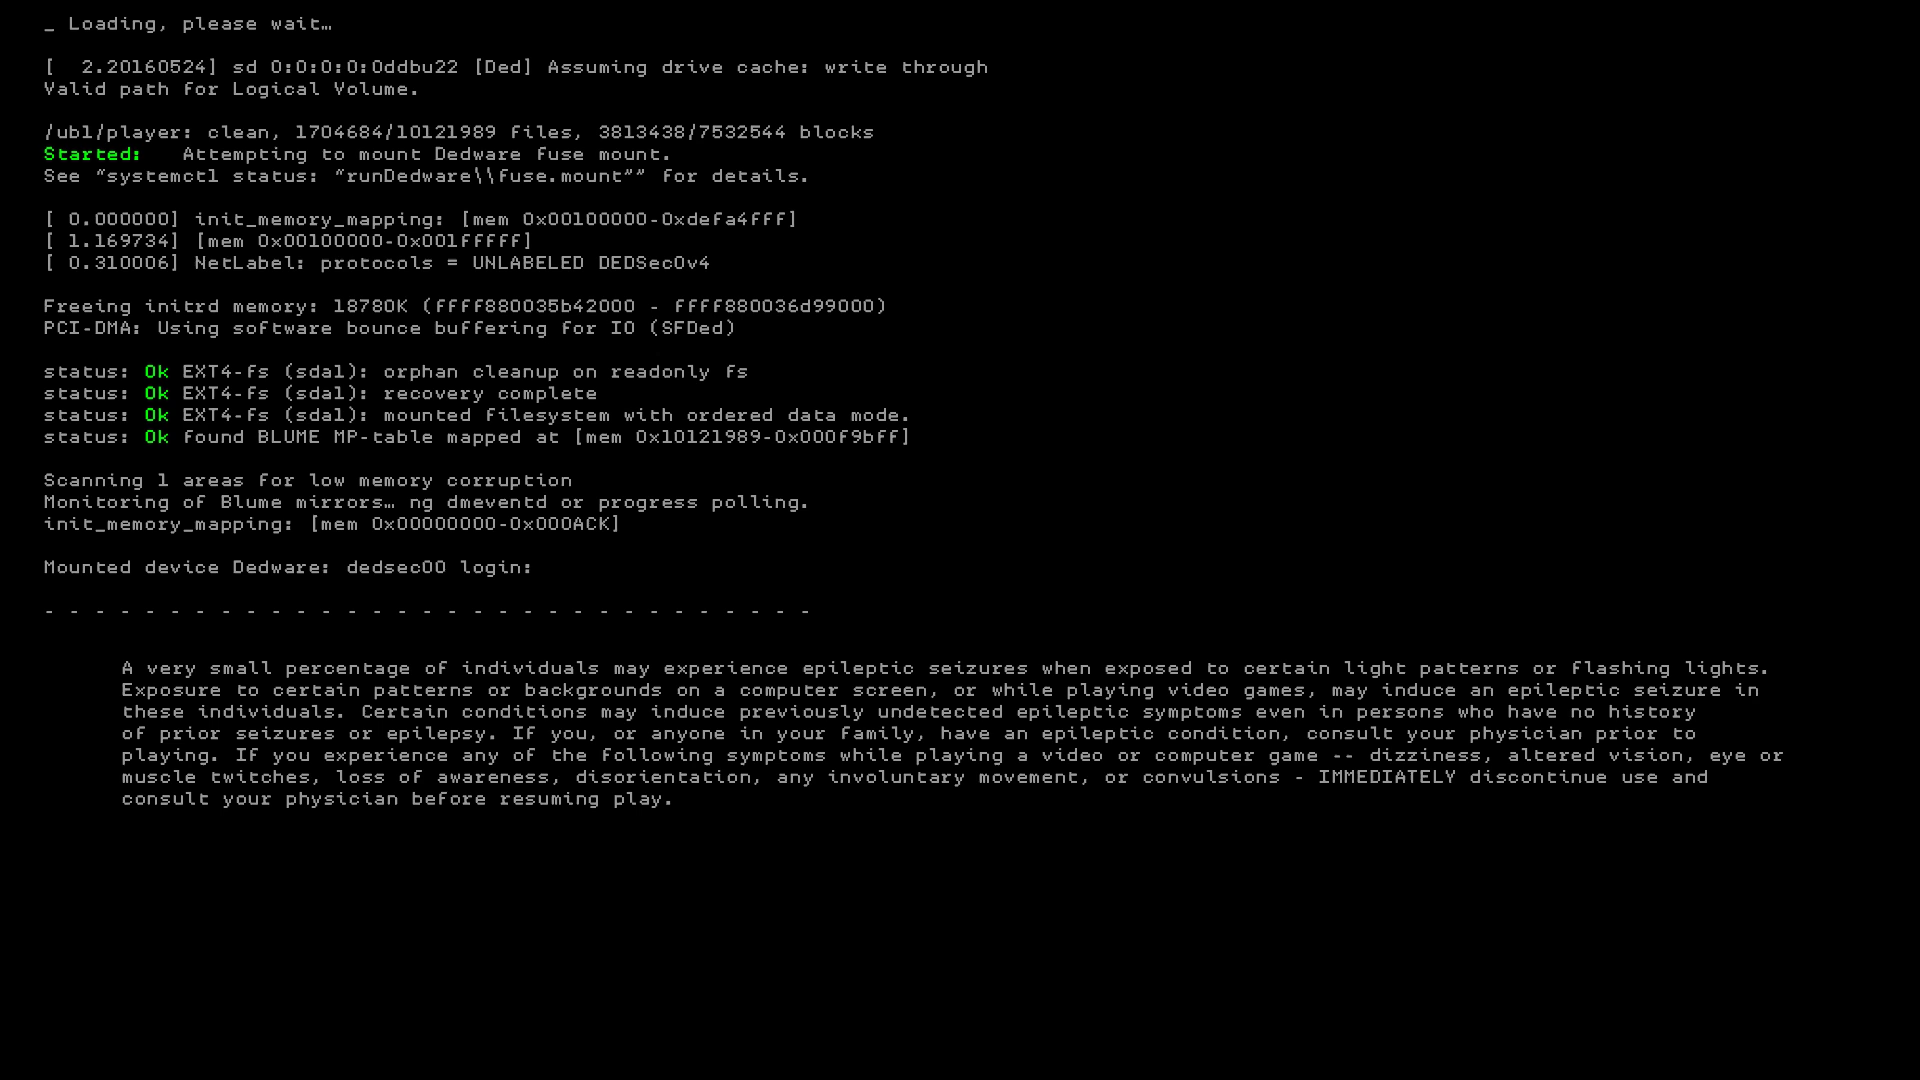 _ Loading, please wait…
[  2.20160524] sd 0:0:0:0:0ddbu22 [Ded] Assuming drive cache: write through
Valid path for Logical Volume.
/ubl/player: clean, 1704684/10121989 files, 3813438/7532544 blocks
Started:   Attempting to mount Dedware fuse mount.
See “systemctl status: “runDedware\\fuse.mount”” for details.
[ 0.000000] init_memory_mapping: [mem 0x00100000-0xdefa4fff]
[ 1.169734] [mem 0x00100000-0x001fffff]
[ 0.310006] NetLabel: protocols = UNLABELED DEDSecOv4
Freeing initrd memory: 18780K (ffff880035b42000 - ffff880036d99000)
PCI-DMA: Using software bounce buffering for IO (SFDed)
status: Ok EXT4-fs (sda1): orphan cleanup on readonly fs
status: Ok EXT4-fs (sda1): recovery complete
status: Ok EXT4-fs (sda1): mounted filesystem with ordered data mode.
status: Ok found BLUME MP-table mapped at [mem 0x10121989-0x000f9bff]
Scanning 1 areas for low memory corruption
Monitoring of Blume mirrors… ng dmeventd or progress polling.
init_memory_mapping: [mem 0x00000000-0x000ACK]
Mounted device Dedware: dedsec00 login:
- - - - - - - - - - - - - - - - - - - - - - - - - - - - - - -
A very small percentage of individuals may experience epileptic seizures when exposed to certain light patterns or flashing lights.
Exposure to certain patterns or backgrounds on a computer screen, or while playing video games, may induce an epileptic seizure in
these individuals. Certain conditions may induce previously undetected epileptic symptoms even in persons who have no history
of prior seizures or epilepsy. If you, or anyone in your family, have an epileptic condition, consult your physician prior to
playing. If you experience any of the following symptoms while playing a video or computer game -- dizziness, altered vision, eye or
muscle twitches, loss of awareness, disorientation, any involuntary movement, or convulsions - IMMEDIATELY discontinue use and
consult your physician before resuming play.